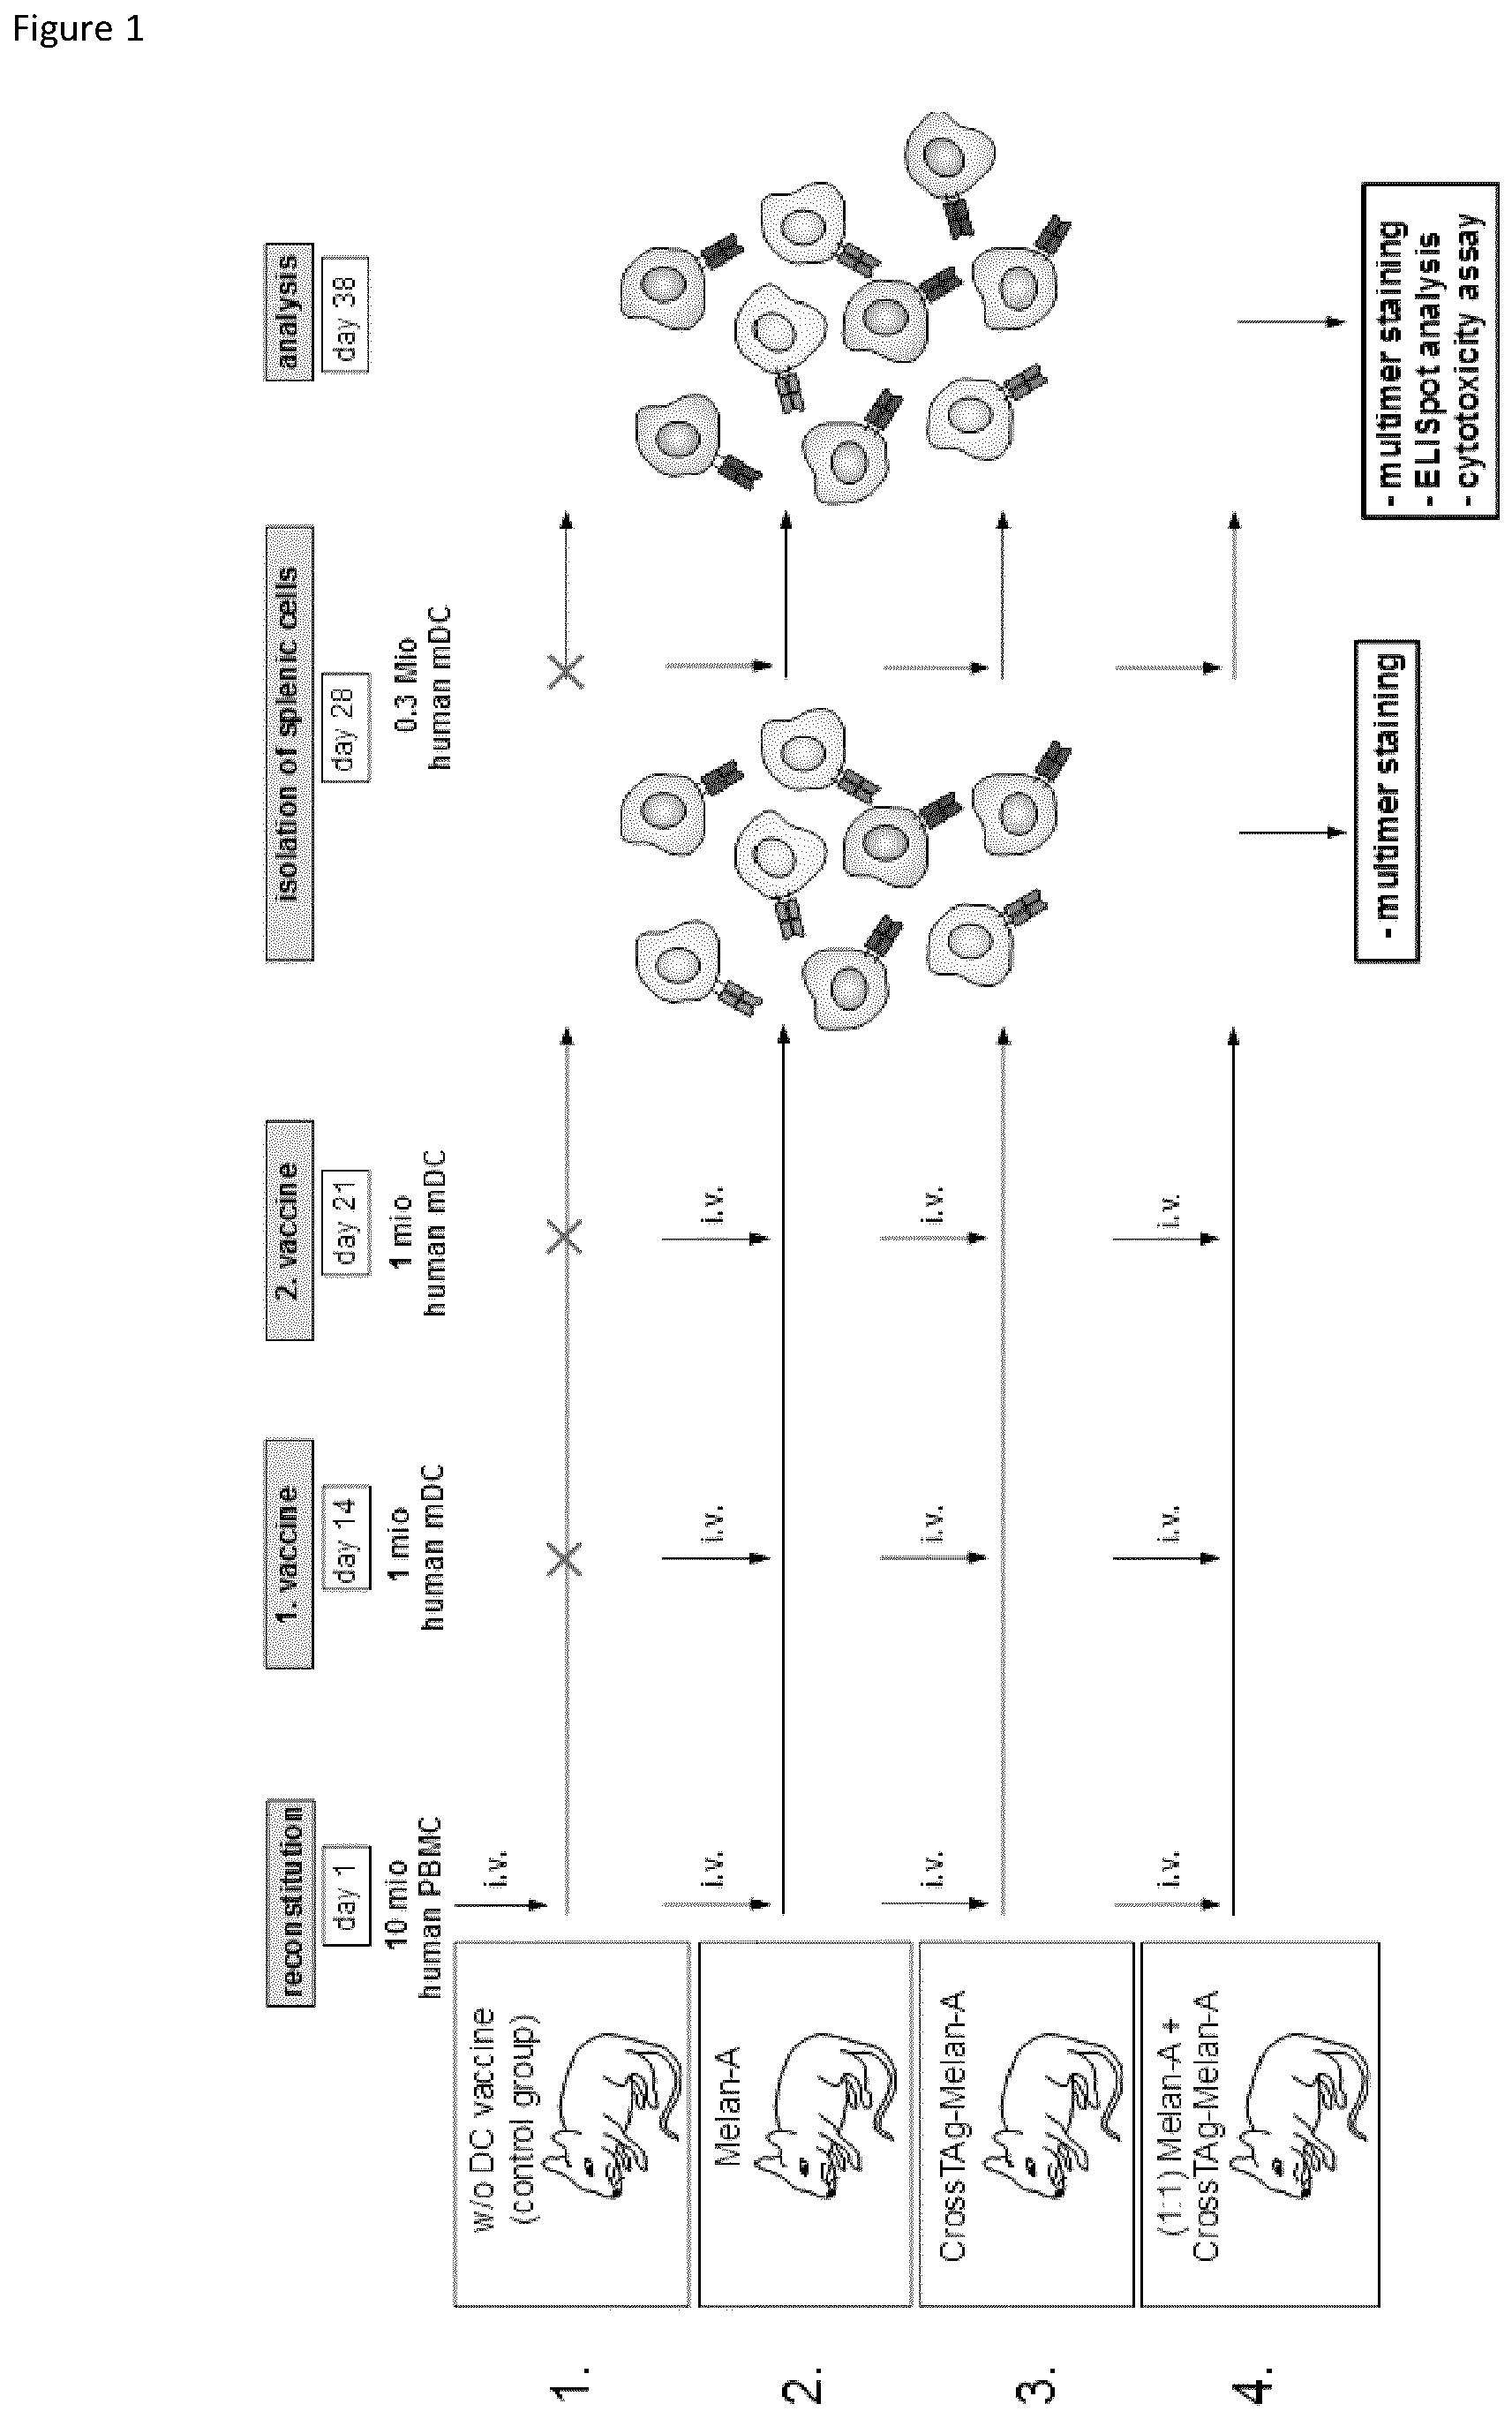 Figure 1
reconstitution
day 1
10 mio
human PBMC
1. vaccine
day 14
1 mio
human mDC
2. vaccine
day 21
1 mio
human mDC
isolation of splenic cells
day 28
0.3 Mio
human mDC
analysis
day 38
1.
w/o DC vaccine
(control group)
i.v.
2.
Melan-A
i.v.
i.v.
i.v.
3.
CrossTAg-Melan-A
i.v.
i.v.
i.v.
4.
(1:1) Melan-A +
CrossTAg-Melan-A
i.v.
i.v.
i.v.
- multimer staining
- multimer staining
- ELISpot analysis
- cytotoxicity assay